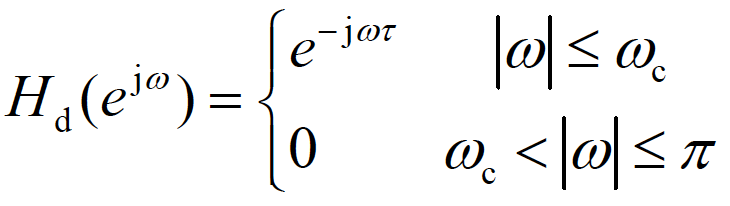 H_d(e^{jω}) = { e^{-jωτ}    |ω| ≤ ω_c
0    ω_c < |ω| ≤ π